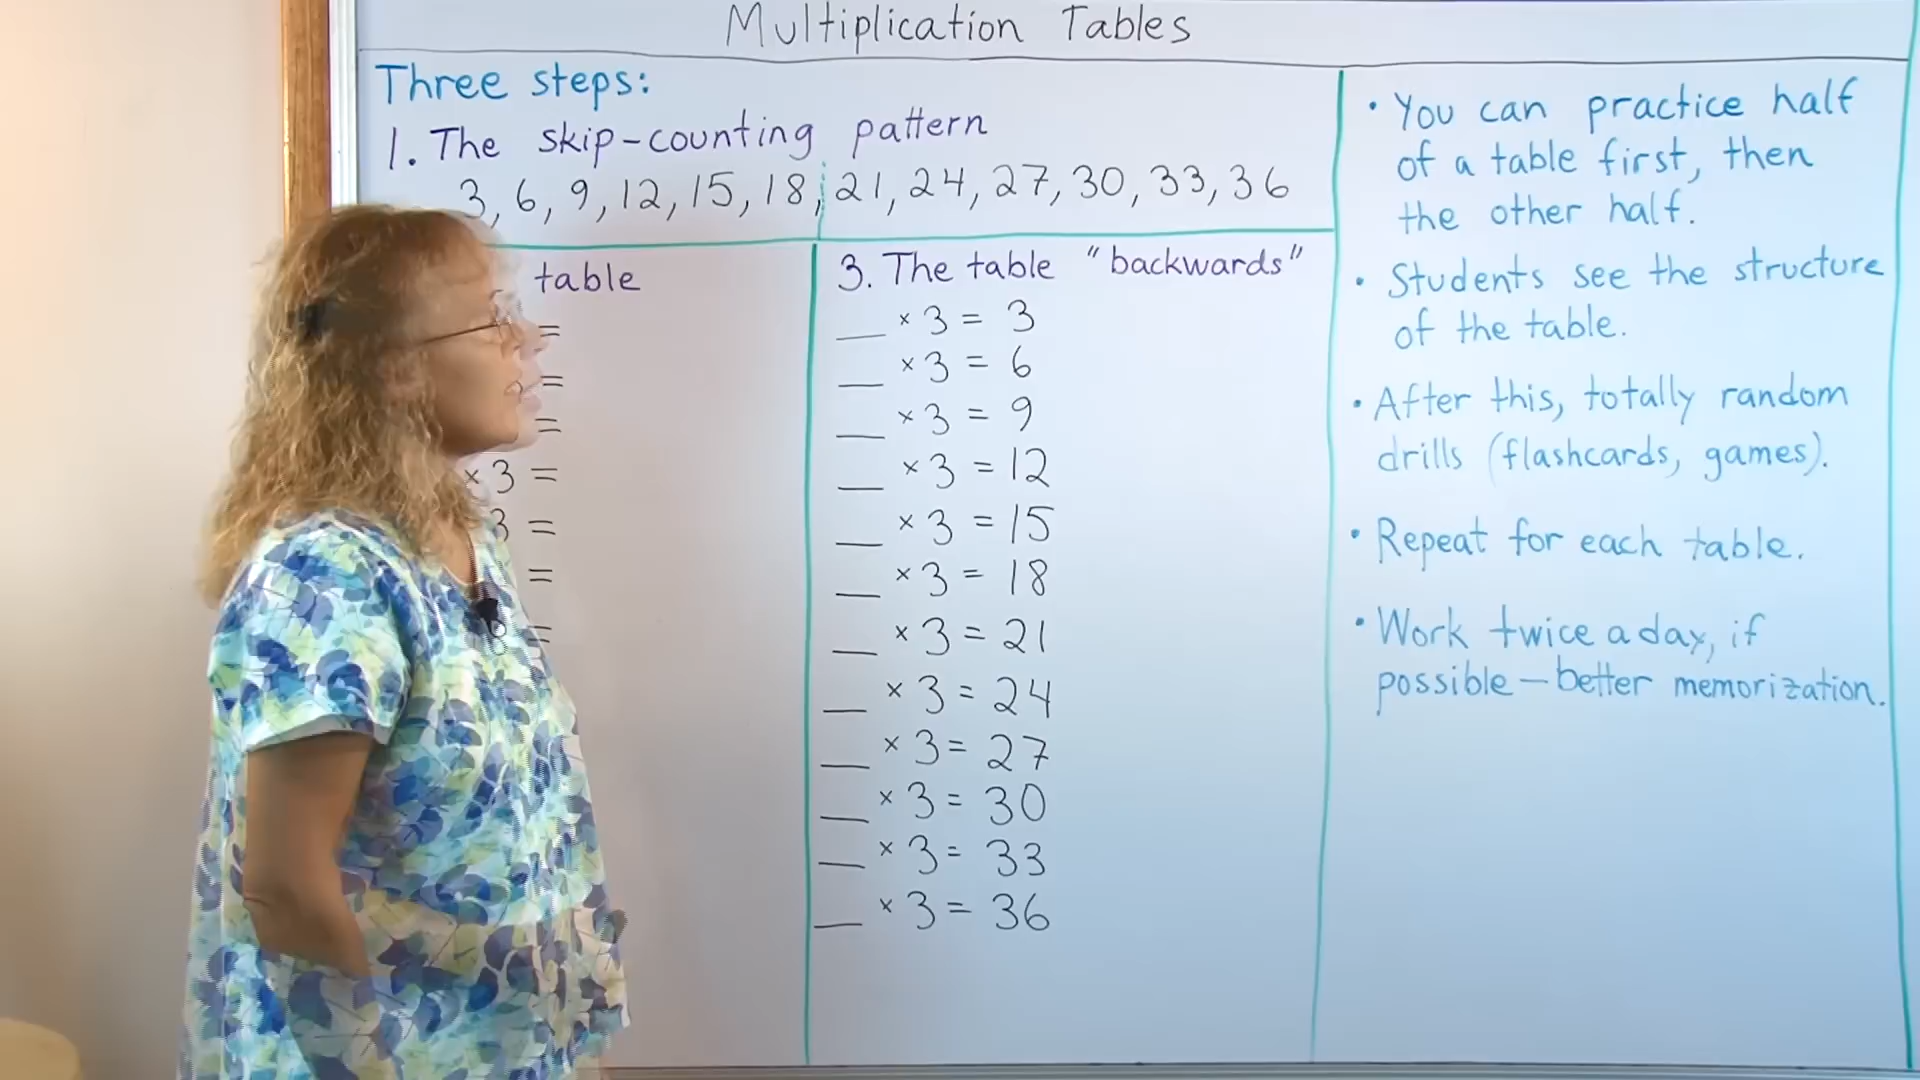 Multiplication Tables
Three steps:
1. The skip-counting pattern
3, 6, 9, 12, 15, 18, 21, 24, 27, 30, 33, 36
table
=
=
=
× 3 =
3 =
=
=
3. The table "backwards"
__ × 3 = 3
__ × 3 = 6
__ × 3 = 9
__ × 3 = 12
__ × 3 = 15
__ × 3 = 18
__ × 3 = 21
__ × 3 = 24
__ × 3 = 27
__ × 3 = 30
__ × 3 = 33
__ × 3 = 36
• You can practice half
of a table first, then
the other half.
• Students see the structure
of the table.
• After this, totally random
drills (flashcards, games).
• Repeat for each table.
• Work twice a day, if
possible – better memorization.